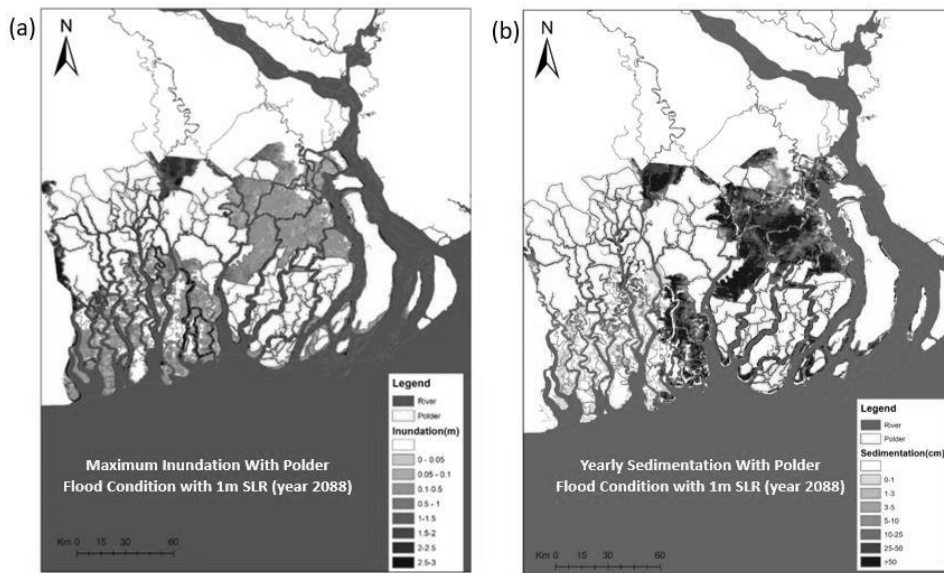 (a)
N
Legend
River
Polder
Inundation(m)
0 - 0.05
0.05 - 0.1
0.1-0.5
0.5 - 1
1-1.5
1.5-2
2-2.5
2.5-3
Maximum Inundation With Polder
Flood Condition with 1m SLR (year 2088)
Km 0 15 30 60
(b)
N
Legend
River
Polder
Sedimentation(cm)
0-1
1-3
3-5
5-10
10-25
25-50
>50
Yearly Sedimentation With Polder
Flood Condition with 1m SLR (year 2088)
Km 0 15 30 60